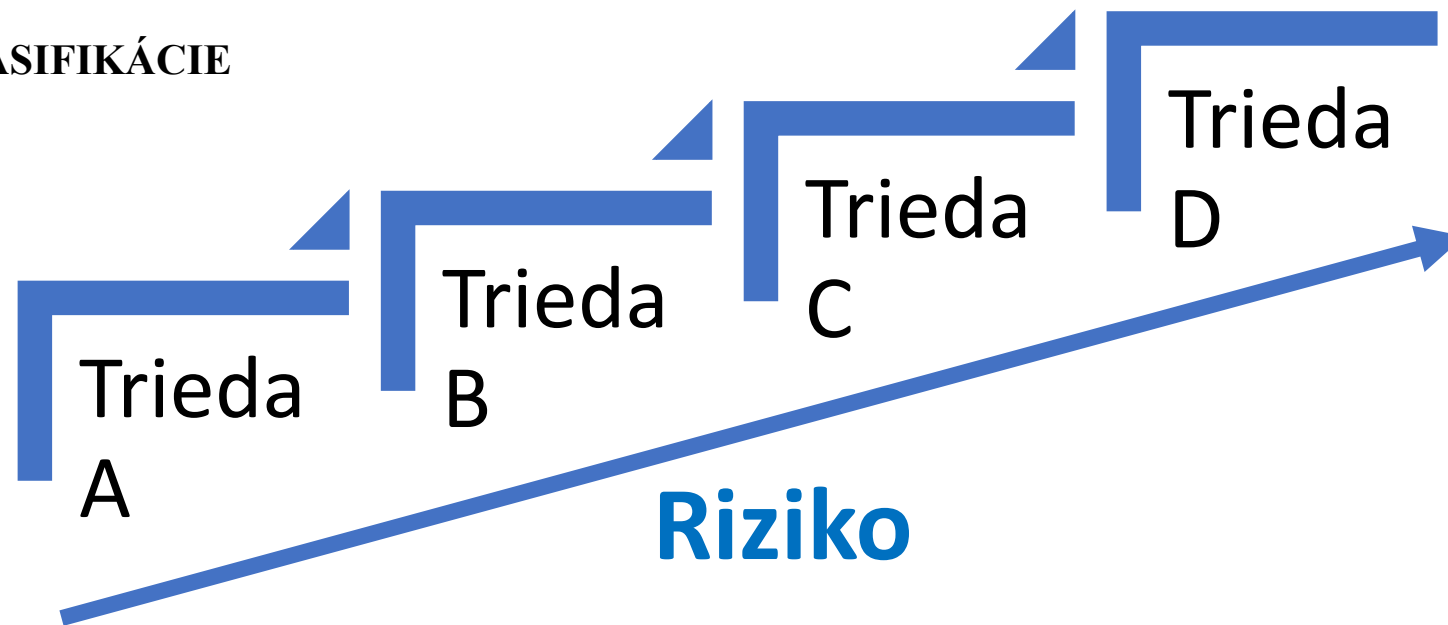 ASIFIKÁCIE
Trieda
A
Trieda
B
Trieda
C
Trieda
D
Riziko